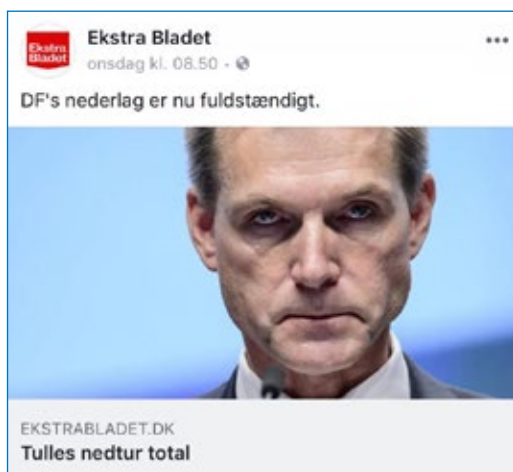 Ekstra Bladet
Ekstra
Bladet
onsdag kl. 08.50 ·
DF's nederlag er nu fuldstændigt.
EKSTRABLADET.DK
Tulles nedtur total